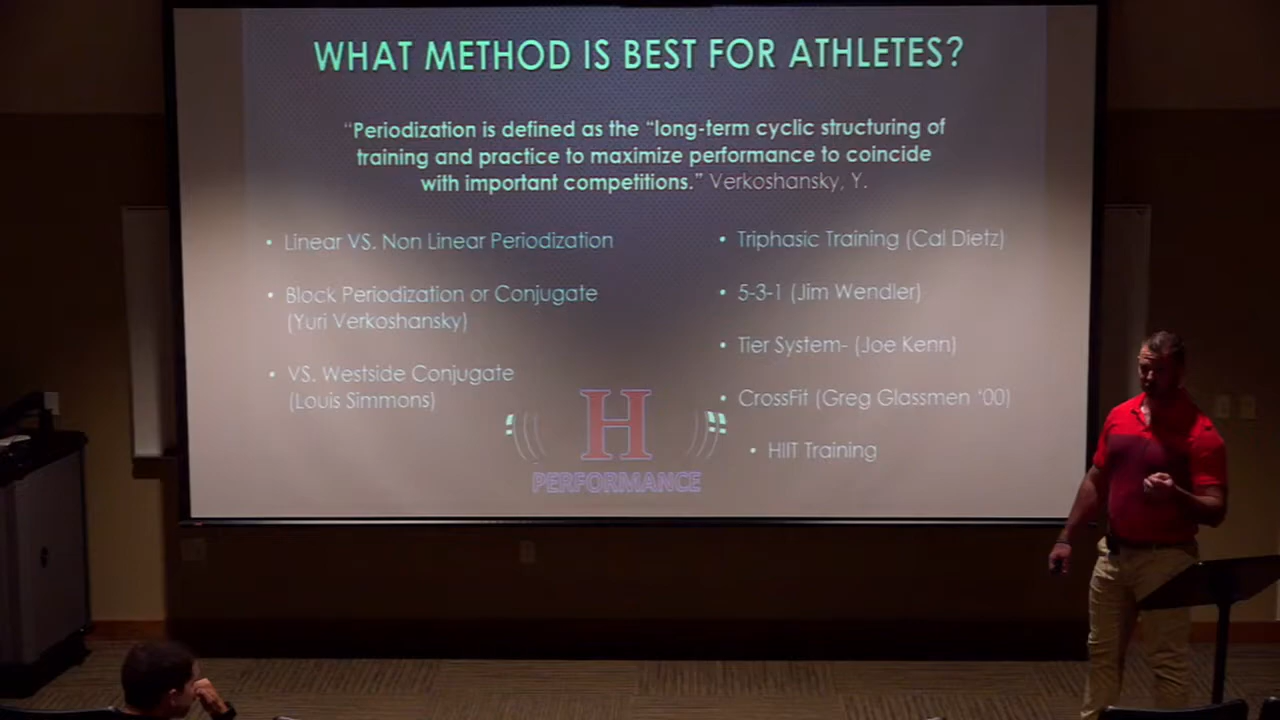 WHAT METHOD IS BEST FOR ATHLETES?
"Periodization is defined as the "long-term cyclic structuring of
training and practice to maximize performance to coincide
with important competitions." Verkoshansky, Y.
• Linear VS. Non Linear Periodization
• Block Periodization or Conjugate
(Yuri Verkoshansky)
• VS. Westside Conjugate
(Louis Simmons)
• Triphasic Training (Cal Dietz)
• 5-3-1 (Jim Wendler)
• Tier System- (Joe Kenn)
• CrossFit (Greg Glassmen '00)
• HIIT Training
H
PERFORMANCE